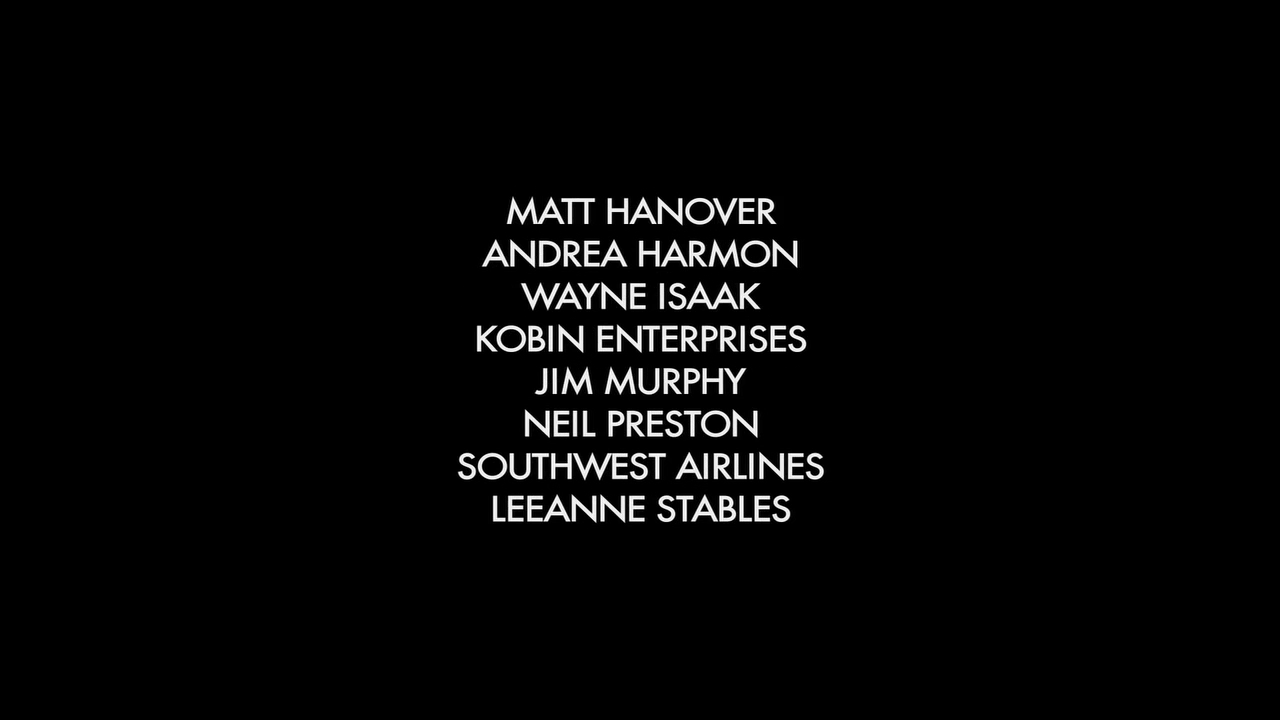 MATT HANOVER
ANDREA HARMON
WAYNE ISAAK
KOBIN ENTERPRISES
JIM MURPHY
NEIL PRESTON
SOUTHWEST AIRLINES
LEEANNE STABLES